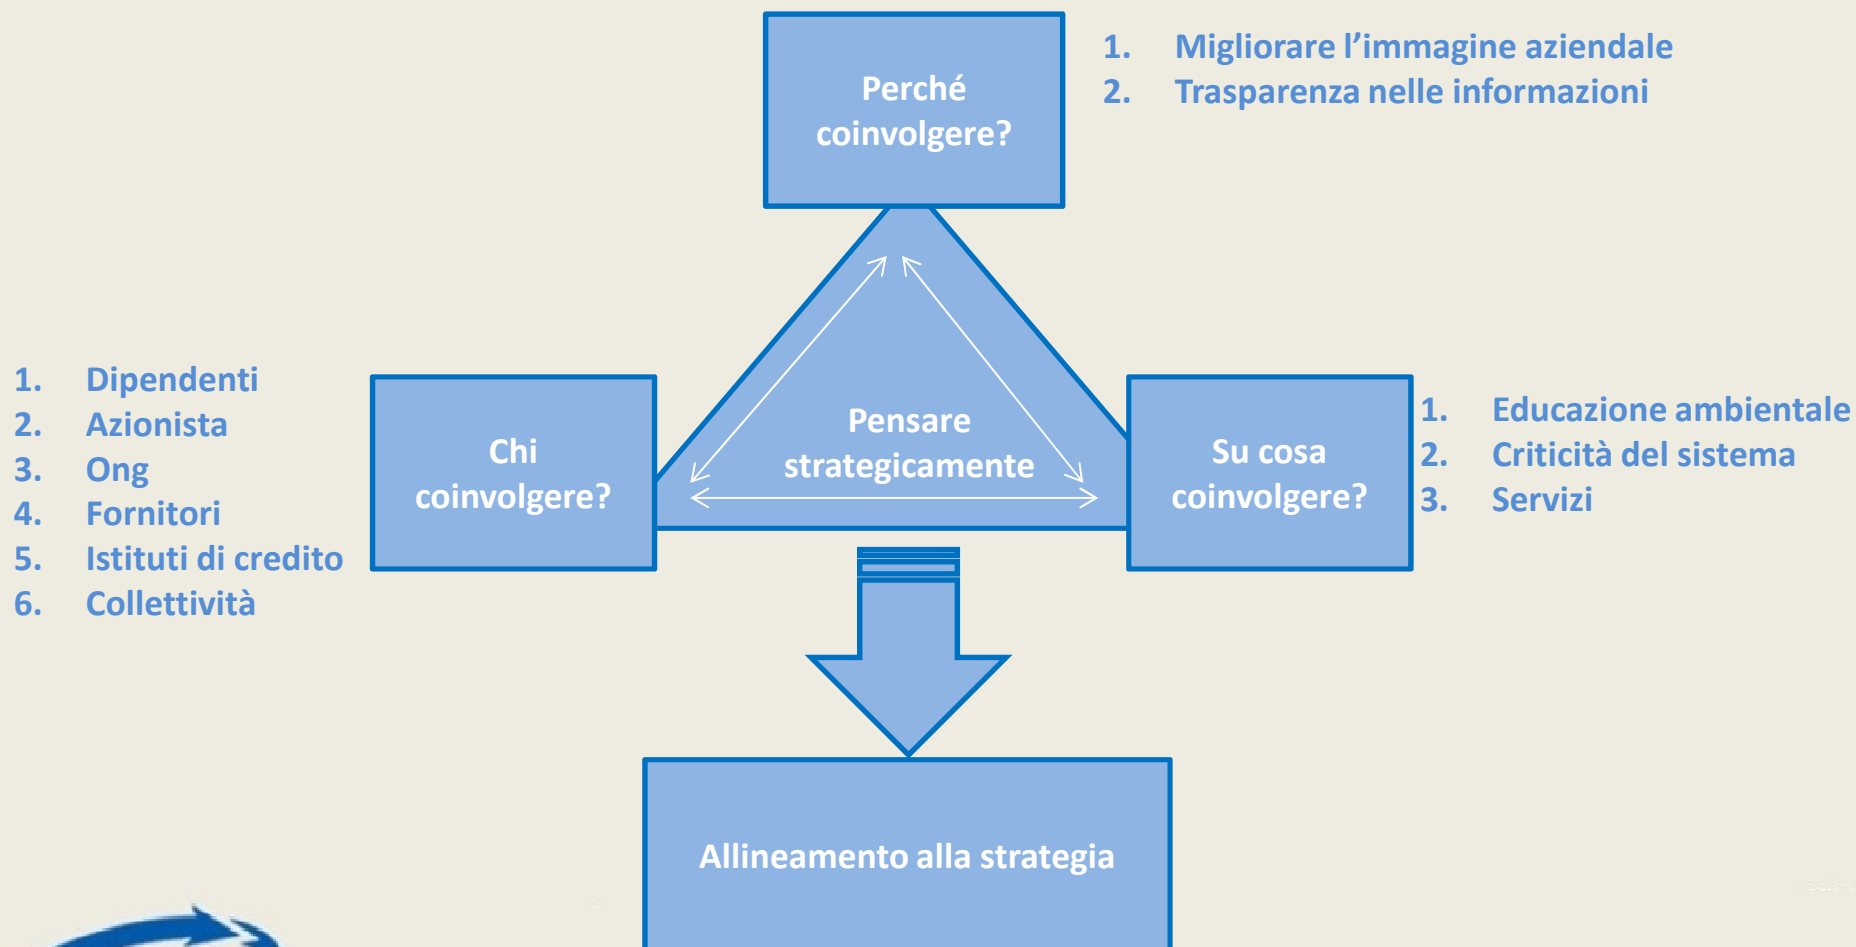 Perché
coinvolgere?
1. Migliorare l’immagine aziendale
2. Trasparenza nelle informazioni
1. Dipendenti
2. Azionista
3. Ong
4. Fornitori
5. Istituti di credito
6. Collettività
Chi
coinvolgere?
Pensare
strategicamente
Su cosa
coinvolgere?
1. Educazione ambientale
2. Criticità del sistema
3. Servizi
Allineamento alla strategia